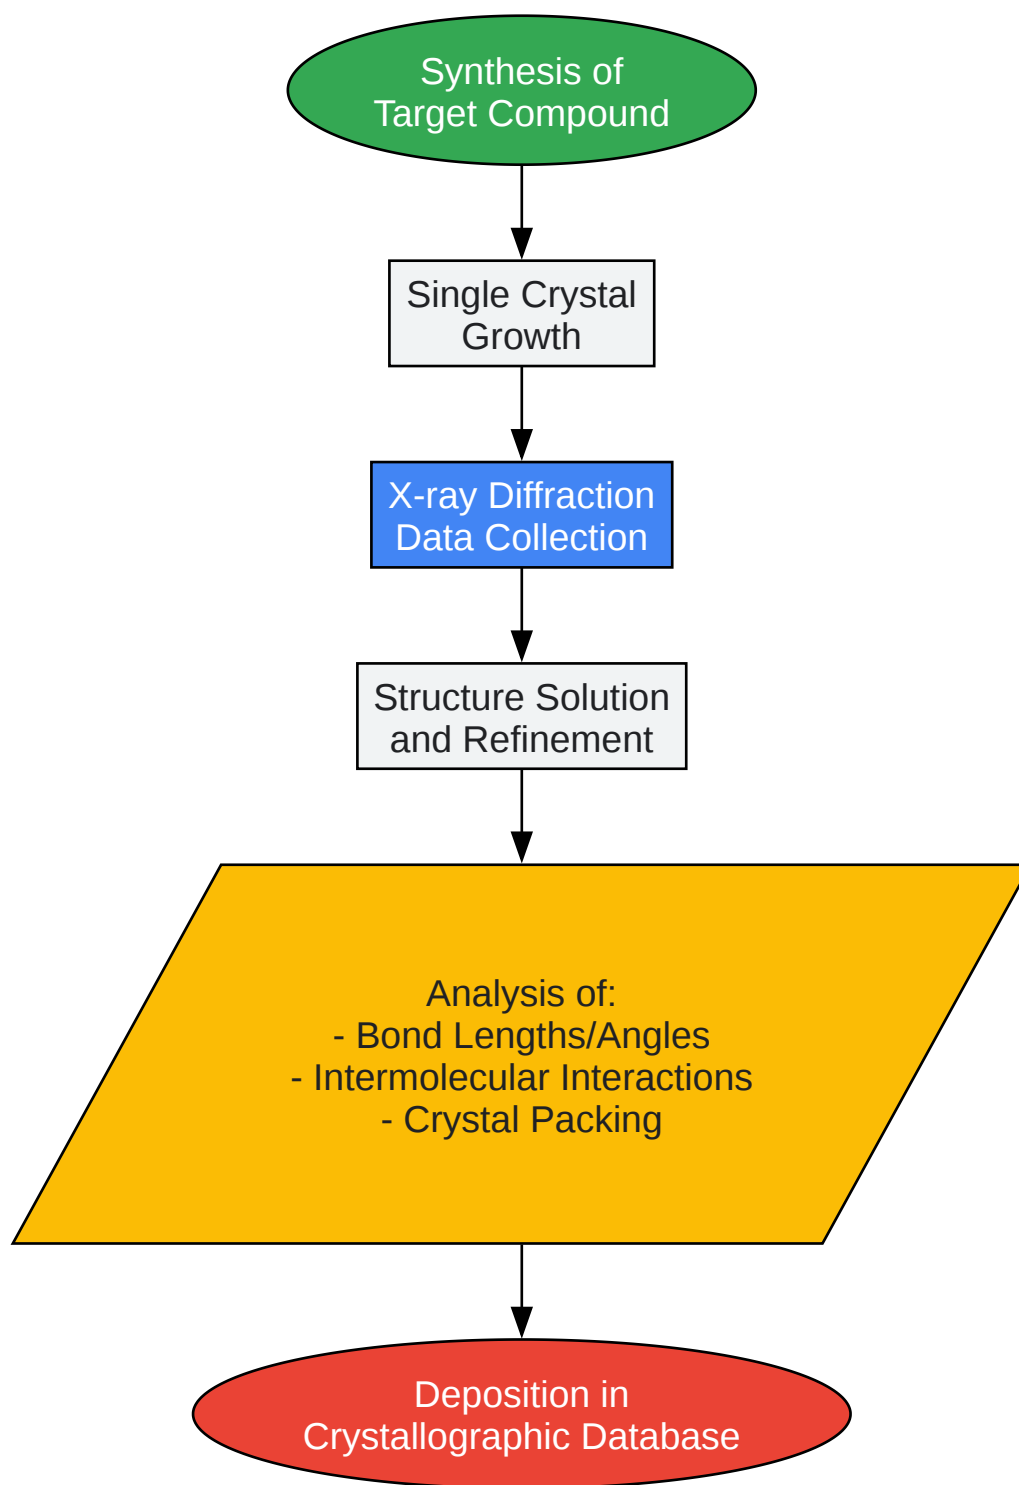 Synthesis of
Target Compound
Single Crystal
Growth
X-ray Diffraction
Data Collection
Structure Solution
and Refinement
Analysis of:
- Bond Lengths/Angles
- Intermolecular Interactions
- Crystal Packing
Deposition in
Crystallographic Database